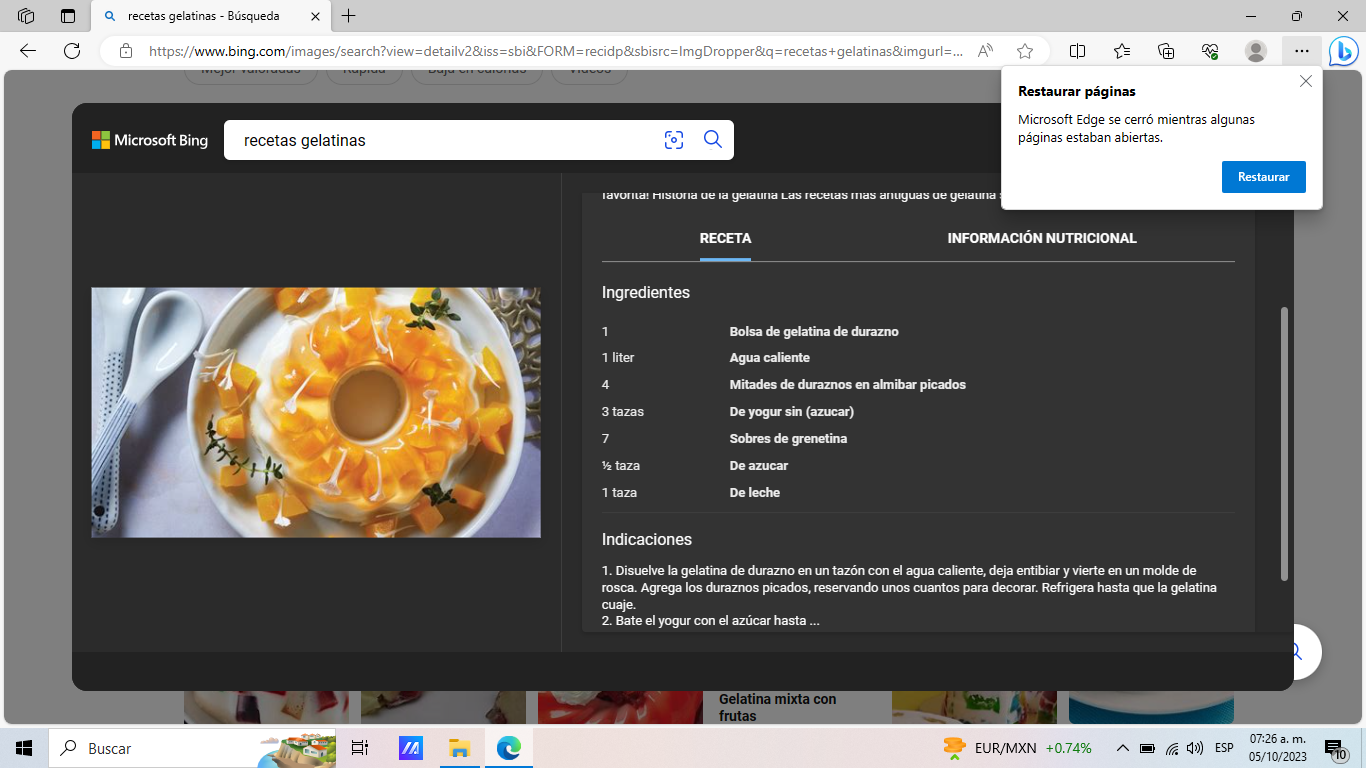 recetas gelatinas - Búsqueda
https://www.bing.com/images/search?view=detailv2&iss=sbi&FORM=recidp&sbisrc=ImgDropper&q=recetas+gelatinas&imgurl=...
Mejor valoradas Rápida Baja en calorías Videos
Restaurar páginas
Microsoft Edge se cerró mientras algunas
páginas estaban abiertas.
Restaurar
Microsoft Bing
recetas gelatinas
favorita! Historia de la gelatina Las recetas más antiguas de gelatina
RECETA INFORMACIÓN NUTRICIONAL
Ingredientes
1 Bolsa de gelatina de durazno
1 liter Agua caliente
4 Mitades de duraznos en almibar picados
3 tazas De yogur sin (azucar)
7 Sobres de grenetina
½ taza De azucar
1 taza De leche
Indicaciones
1. Disuelve la gelatina de durazno en un tazón con el agua caliente, deja entibiar y vierte en un molde de
rosca. Agrega los duraznos picados, reservando unos cuantos para decorar. Refrigera hasta que la gelatina
cuaje.
2. Bate el yogur con el azúcar hasta ...
Gelatina mixta con
frutas
Buscar
EUR/MXN +0.74%
ESP
07:26 a. m.
05/10/2023
10